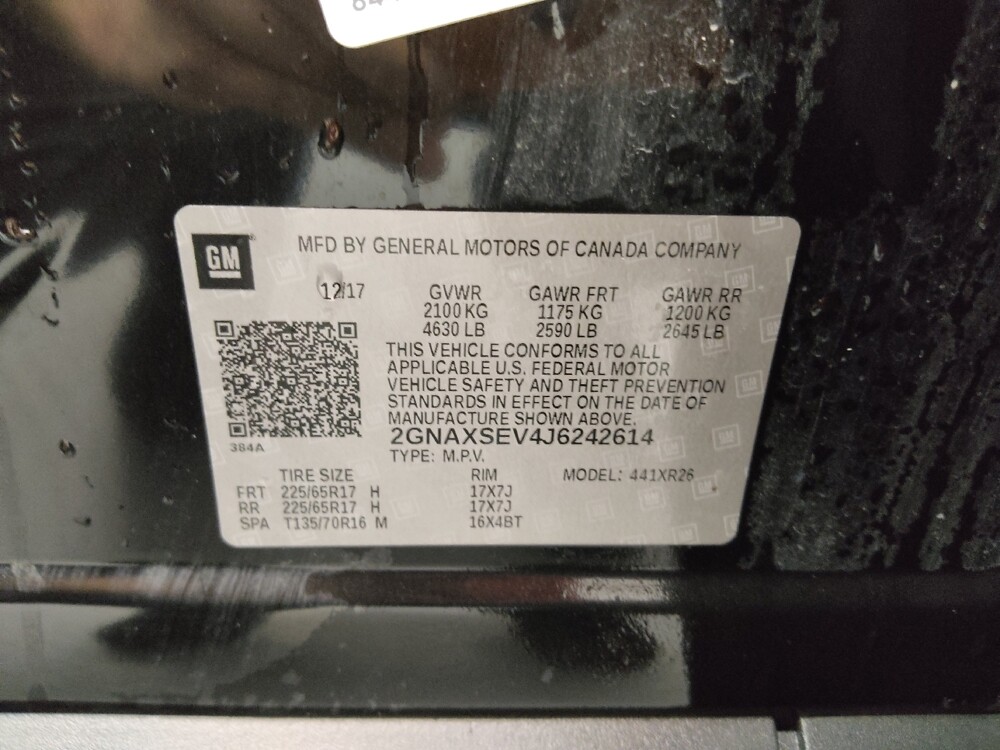 GM
MFD BY GENERAL MOTORS OF CANADA COMPANY
12/17
GVWR GAWR FRT GAWR RR
2100 KG 1175 KG 1200 KG
4630 LB 2590 LB 2645 LB
THIS VEHICLE CONFORMS TO ALL
APPLICABLE U.S. FEDERAL MOTOR
VEHICLE SAFETY AND THEFT PREVENTION
STANDARDS IN EFFECT ON THE DATE OF
MANUFACTURE SHOWN ABOVE.
2GNAXSEV4J6242614
384A
TYPE: M.P.V.
TIRE SIZE RIM MODEL: 441XR26
FRT 225/65R17 H 17X7J
RR 225/65R17 H 17X7J
SPA T135/70R16 M 16X4BT